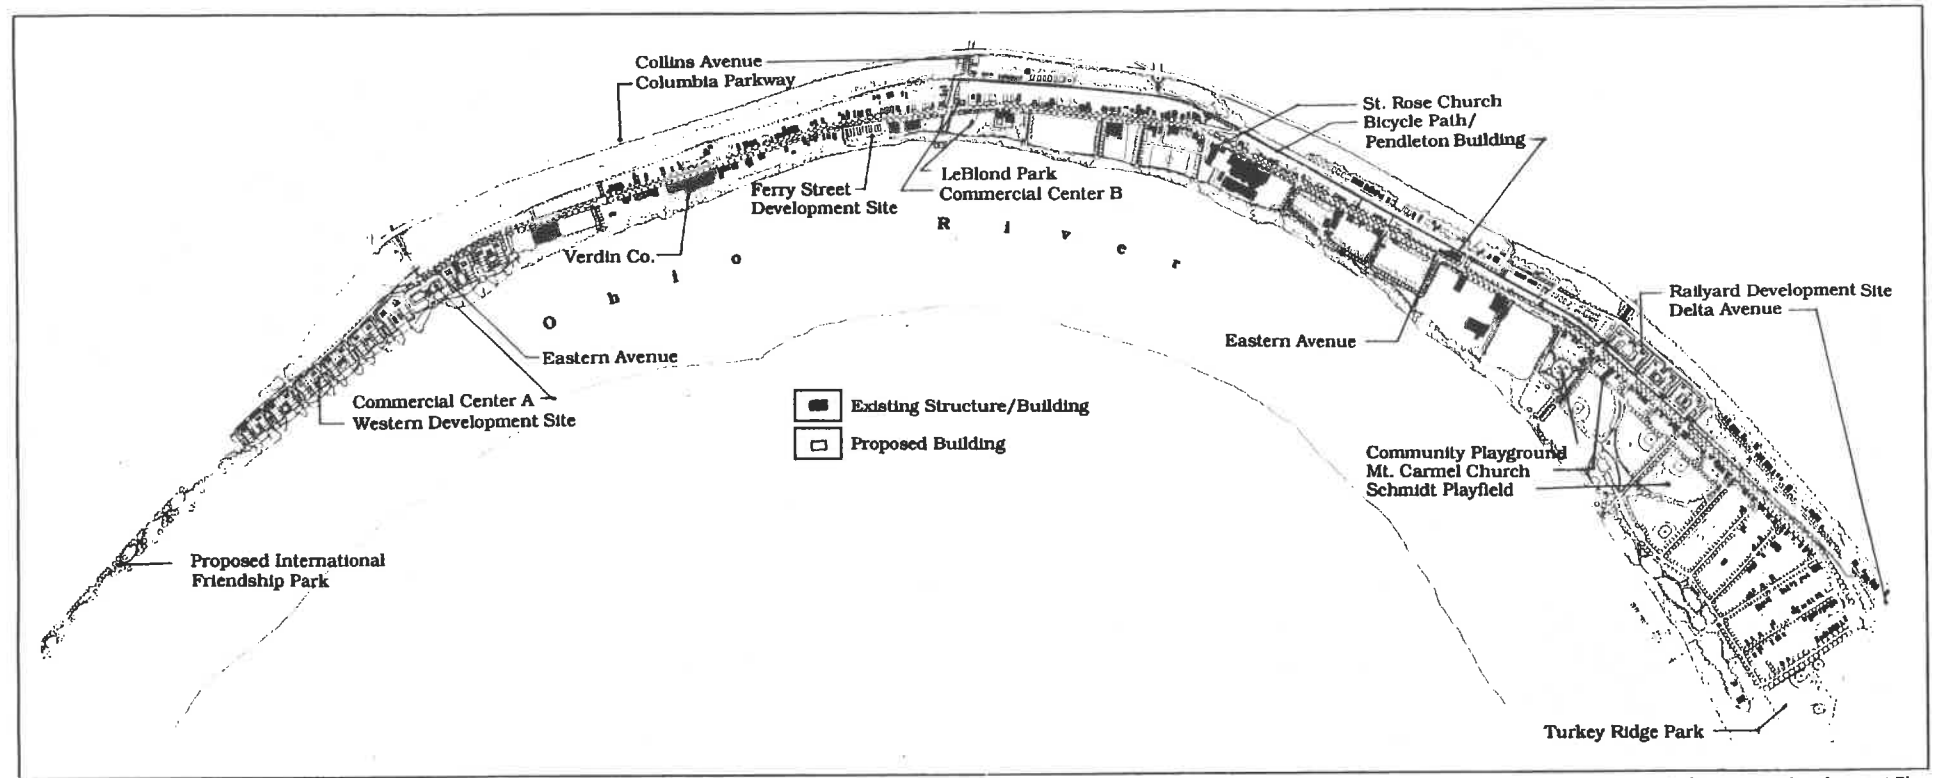 Collins Avenue
Columbia Parkway
St. Rose Church
Bicycle Path/
Pendleton Building
LeBlond Park
Commercial Center B
Ferry Street
Development Site
Verdin Co.
Ohio River
Eastern Avenue
Commercial Center A
Western Development Site
Railyard Development Site
Delta Avenue
Eastern Avenue
Existing Structure/Building
Proposed Building
Community Playground
Mt. Carmel Church
Schmidt Playfield
Proposed International
Friendship Park
Turkey Ridge Park